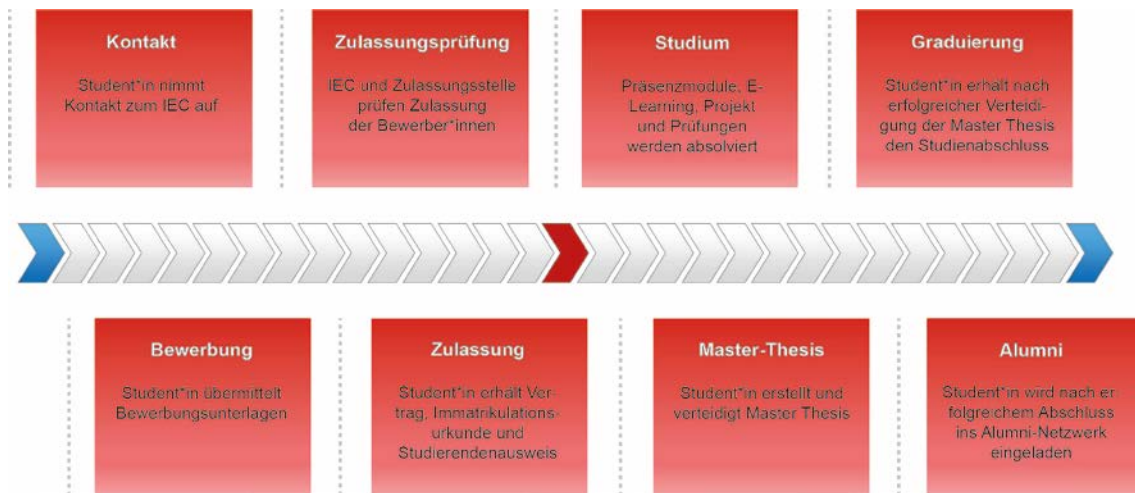 Kontakt
Student*in nimmt
Kontakt zum IEC auf
Zulassungsprüfung
IEC und Zulassungsstelle
prüfen Zulassung
der Bewerber*innen
Studium
Präsenzmodule, E-
Learning, Projekt
und Prüfungen
werden absolviert
Graduierung
Student*in erhält nach
erfolgreicher Verteidi-
gung der Master Thesis
den Studienabschluss
Bewerbung
Student*in übermittelt
Bewerbungsunterlagen
Zulassung
Student*in erhält Ver-
trag, Immatrikulations-
urkunde und
Studierendenausweis
Master-Thesis
Student*in erstellt und
verteidigt Master Thesis
Alumni
Student*in wird nach er
folgreichem Abschluss
ins Alumni-Netzwerk
eingeladen